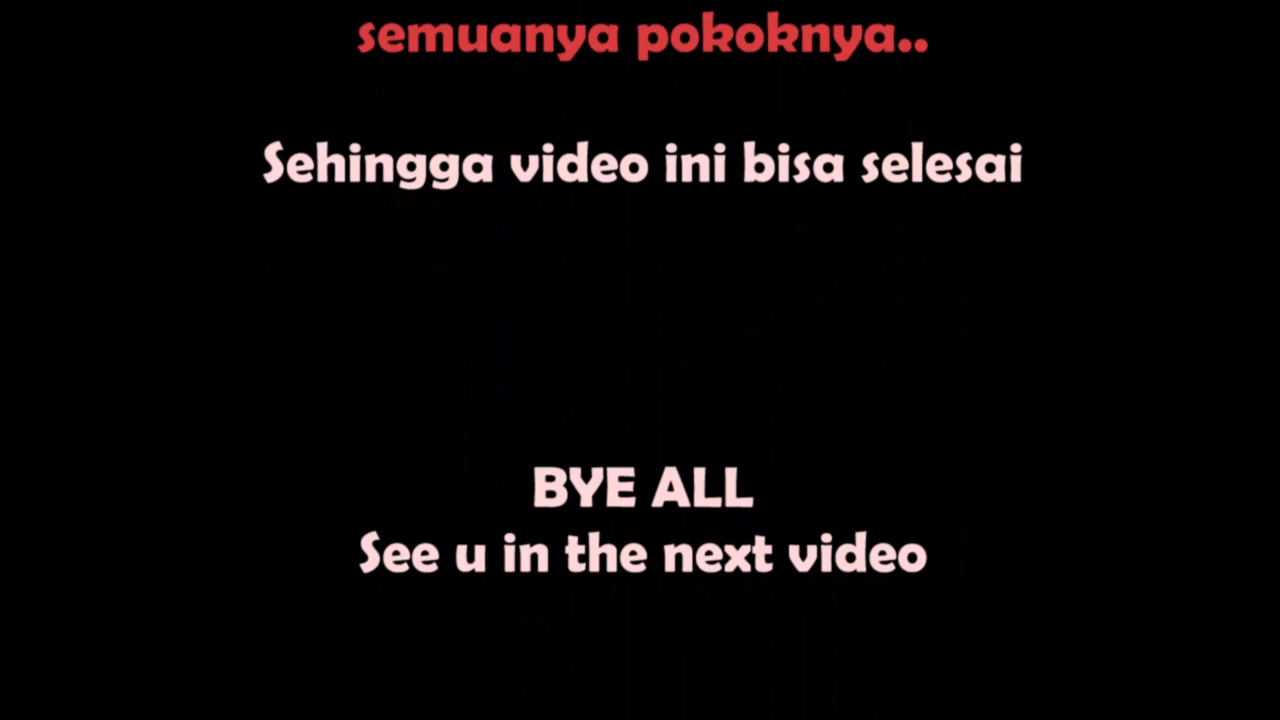 semuanya pokoknya..
Sehingga video ini bisa selesai
BYE ALL
See u in the next video